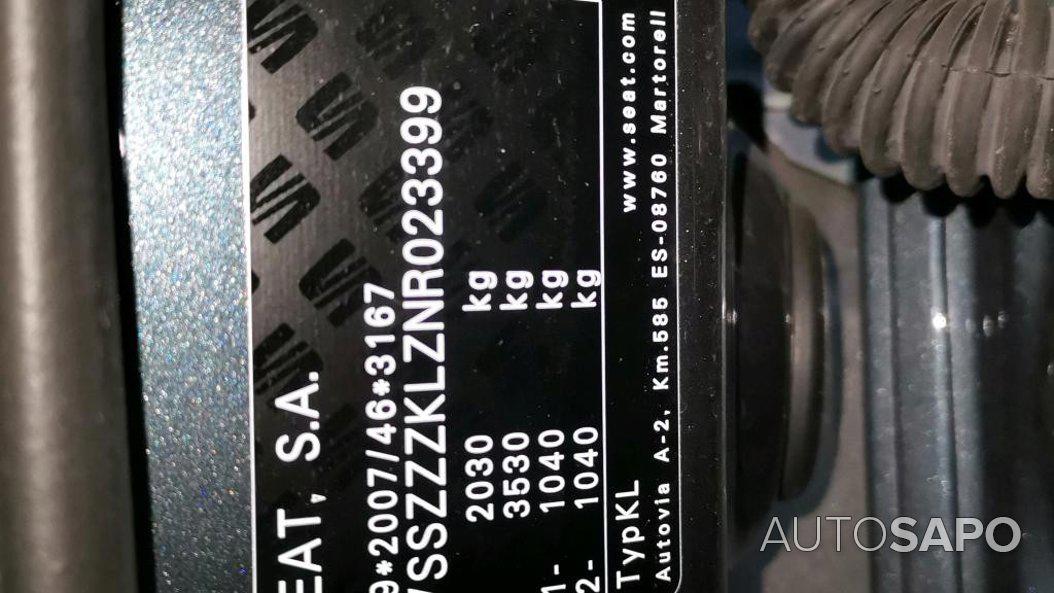 EAT, S.A.
9*2007/46*3167
VSSZZZKLZNR023399
2030 kg
3530 kg
1- 1040 kg
2- 1040 kg
TypKL www.seat.com
Autovia A-2, Km.585 ES-08760 Martorell
AUTOSAPO